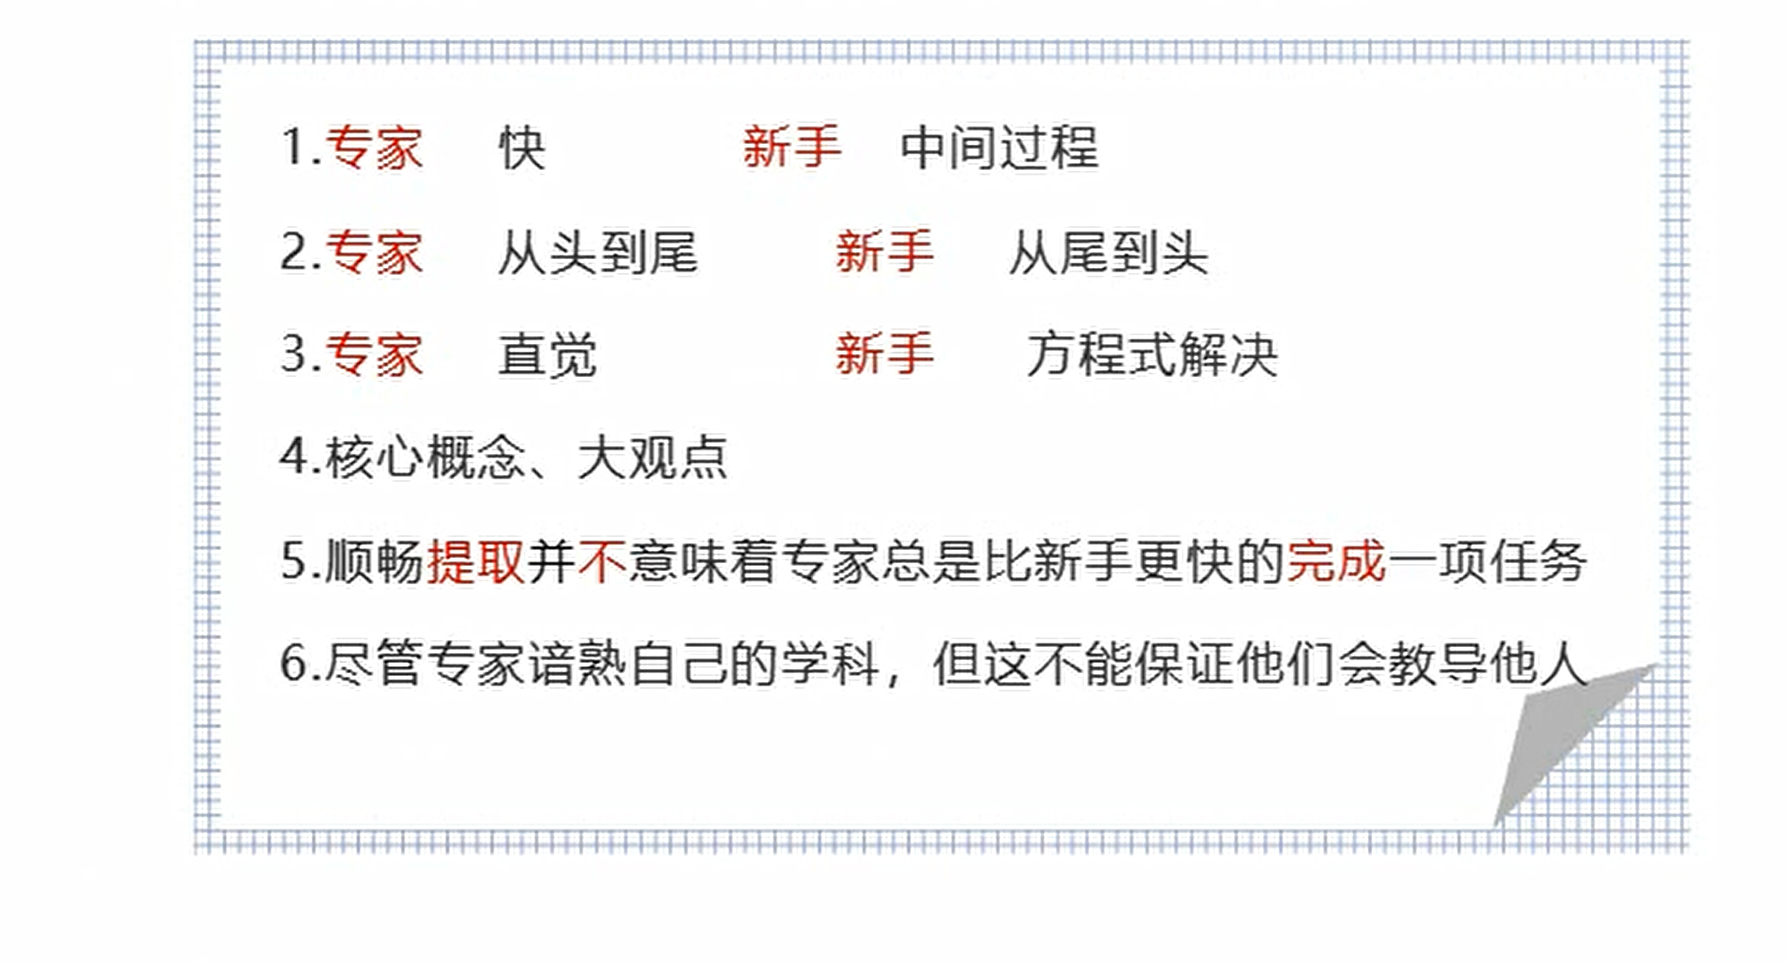 1.专家 快 新手 中间过程
2.专家 从头到尾 新手 从尾到头
3.专家 直觉 新手 方程式解决
4.核心概念、大观点
5.顺畅提取并不意味着专家总是比新手更快的完成一项任务
6.尽管专家谙熟自己的学科，但这不能保证他们会教导他人